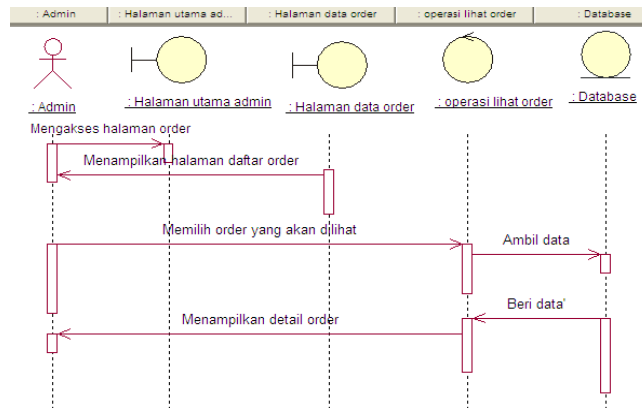 : Admin
: Halaman utama ad...
: Halaman data order
: operasi lihat order
: Database
: Admin
: Halaman utama admin
: Halaman data order
: operasi lihat order
: Database
Mengakses halaman order
Menampilkan halaman daftar order
Memilih order yang akan dilihat
Ambil data
Beri data'
Menampilkan detail order